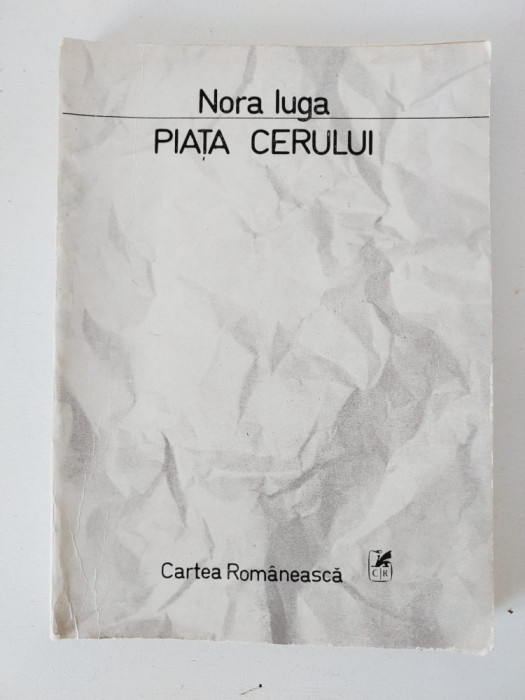 Nora Iuga
PIAȚA CERULUI
Cartea Românească
CR